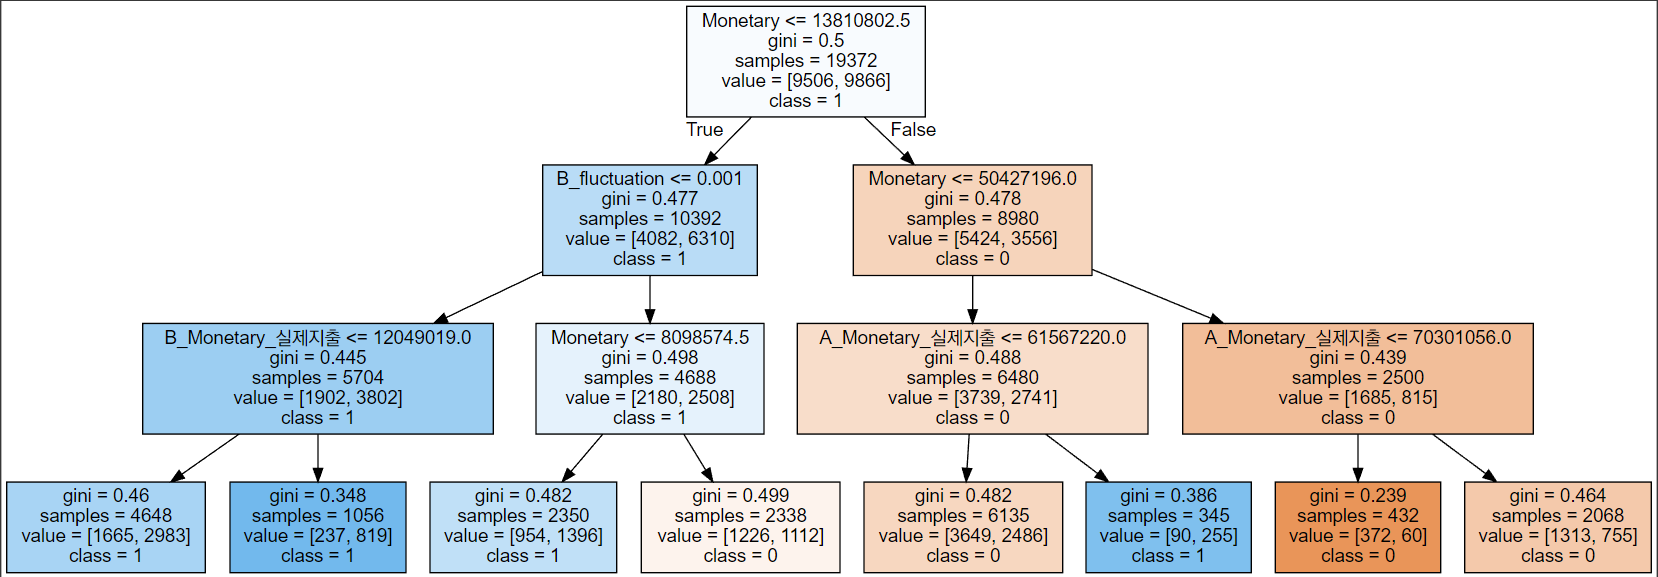 Monetary <= 13810802.5
gini = 0.5
samples = 19372
value = [9506, 9866]
class = 1
True
False
B_fluctuation <= 0.001
gini = 0.477
samples = 10392
value = [4082, 6310]
class = 1
Monetary <= 50427196.0
gini = 0.478
samples = 8980
value = [5424, 3556]
class = 0
B_Monetary_실제지출 <= 12049019.0
gini = 0.445
samples = 5704
value = [1902, 3802]
class = 1
Monetary <= 8098574.5
gini = 0.498
samples = 4688
value = [2180, 2508]
class = 1
A_Monetary_실제지출 <= 61567220.0
gini = 0.488
samples = 6480
value = [3739, 2741]
class = 0
A_Monetary_실제지출 <= 70301056.0
gini = 0.439
samples = 2500
value = [1685, 815]
class = 0
gini = 0.46
samples = 4648
value = [1665, 2983]
class = 1
gini = 0.348
samples = 1056
value = [237, 819]
class = 1
gini = 0.482
samples = 2350
value = [954, 1396]
class = 1
gini = 0.499
samples = 2338
value = [1226, 1112]
class = 0
gini = 0.482
samples = 6135
value = [3649, 2486]
class = 0
gini = 0.386
samples = 345
value = [90, 255]
class = 1
gini = 0.239
samples = 432
value = [372, 60]
class = 0
gini = 0.464
samples = 2068
value = [1313, 755]
class = 0